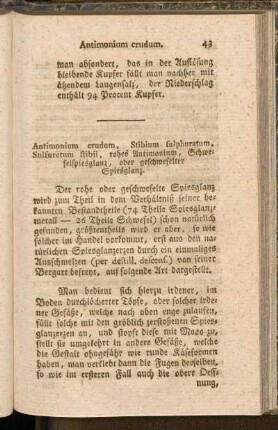 Antimonium crudum. 43
man absondert, das in der Auflösung
bleibende Kupfer fällt man nachher mit
ätzendem Laugensalz, der Niederschlag
enthält 94 Procent Kupfer.
Antimonium crudum, Stibium sulphuratum,
Sulfuretum stibii, rohes Antimonium, Schwe-
felspiesglanz, oder geschwefelter
Spiesglanz.
Der rohe oder geschwefelte Spiesglanz
wird zum Theil in dem Verhältniß seiner be-
kannten Bestandtheile (74 Theile Spiesglanz-
metall — 26 Theile Schwefel) schon natürlich
gefunden, größtentheils wird er aber, so wie
solcher im Handel vorkommt, erst aus den na-
türlichen Spiesglanzerzen durch ein einmaliges
Ausschmelzen (per distill. descens.) von seiner
Bergart befreyt, auf folgende Art dargestellt.
Man bedient sich hierzu irdener, im
Boden durchlöcherter Töpfe, oder solcher irde-
ner Gefäße, welche nach oben enge zulaufen,
füllt solche mit den gröblich zerstoßenen Spies-
glanzerzen an, und stopft diese mit Moos zu,
stellt sie umgekehrt in andere Gefäße, welche
die Gestalt ohngefähr wie runde Käseformen
haben, man verklebt dann die Fugen derselben,
so wie im ersteren Fall auch die obere Oeff-
nung,